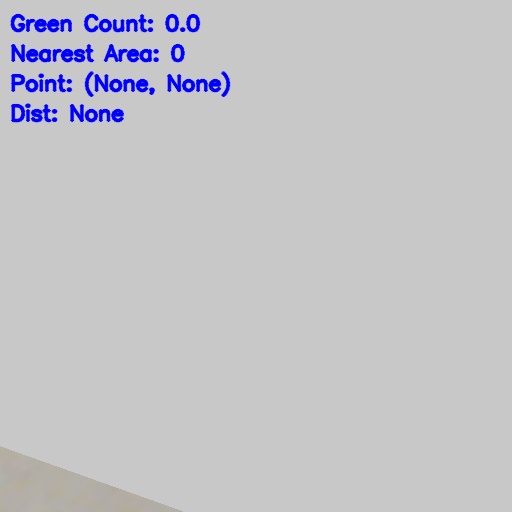 Green Count: 0.0
Nearest Area: 0
Point: (None, None)
Dist: None